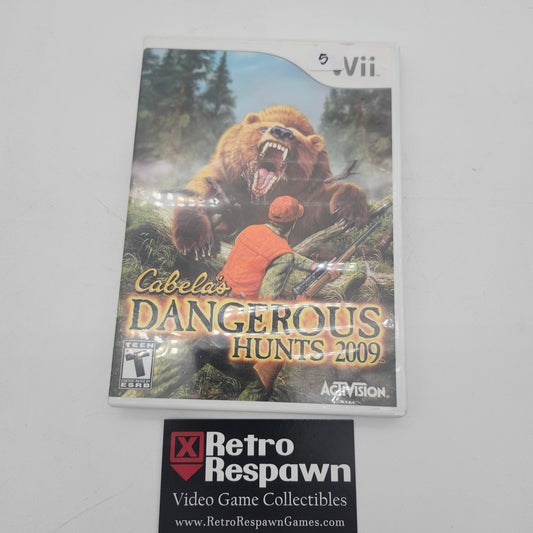 5
Wii
Cabela's
DANGEROUS
HUNTS 2009
TEEN
T
ESRB
ACTIVISION
Retro
Respawn
Video Game Collectibles
www.RetroRespawnGames.com